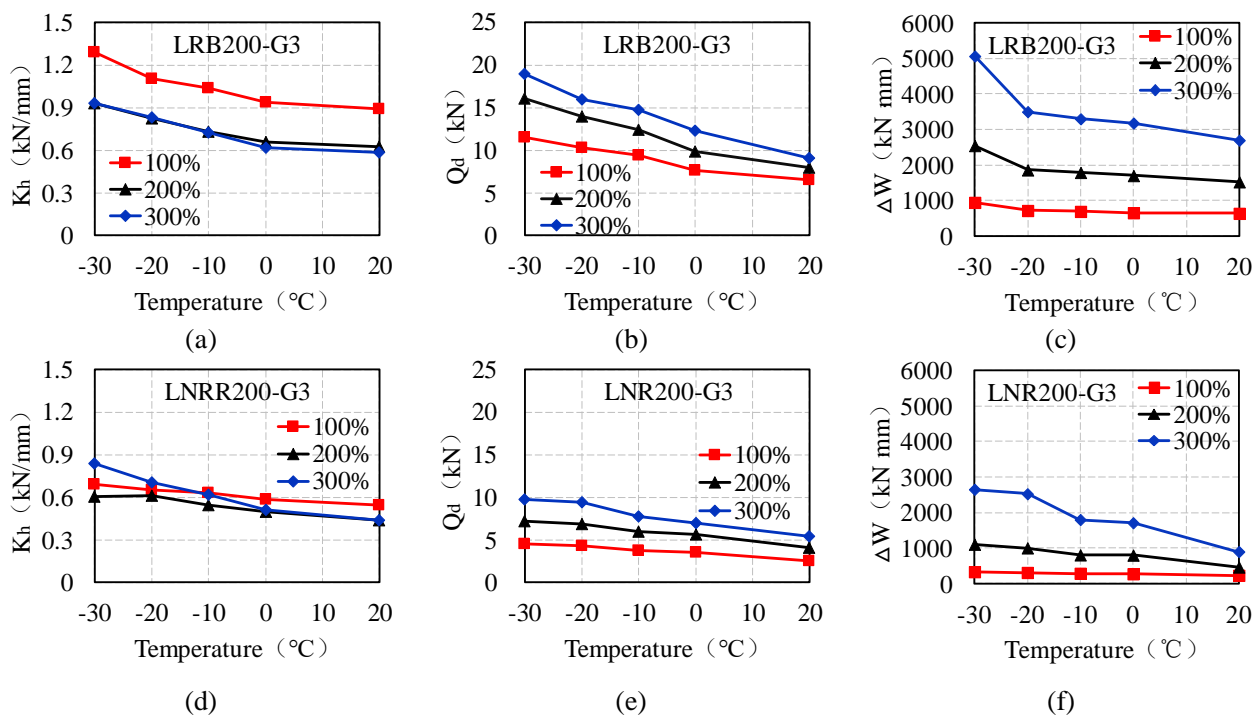 1.5
1.2
0.9
0.6
0.3
0
Kh（kN/mm）
LRB200-G3
100%
200%
300%
-30 -20 -10 0 10 20
Temperature（°C）
(a)
25
20
15
10
5
0
Qd（kN）
LRB200-G3
100%
200%
300%
-30 -20 -10 0 10 20
Temperature（°C）
(b)
6000
5000
4000
3000
2000
1000
0
ΔW（kN mm）
LRB200-G3
100%
200%
300%
-30 -20 -10 0 10 20
Temperature（℃）
(c)
1.5
1.2
0.9
0.6
0.3
0
Kh（kN/mm）
LNRR200-G3
100%
200%
300%
-30 -20 -10 0 10 20
Temperature（°C）
(d)
25
20
15
10
5
0
Qd（kN）
LNR200-G3
100%
200%
300%
-30 -20 -10 0 10 20
Temperature（°C）
(e)
6000
5000
4000
3000
2000
1000
0
ΔW（kN mm）
LNR200-G3
100%
200%
300%
-30 -20 -10 0 10 20
Temperature（℃）
(f)